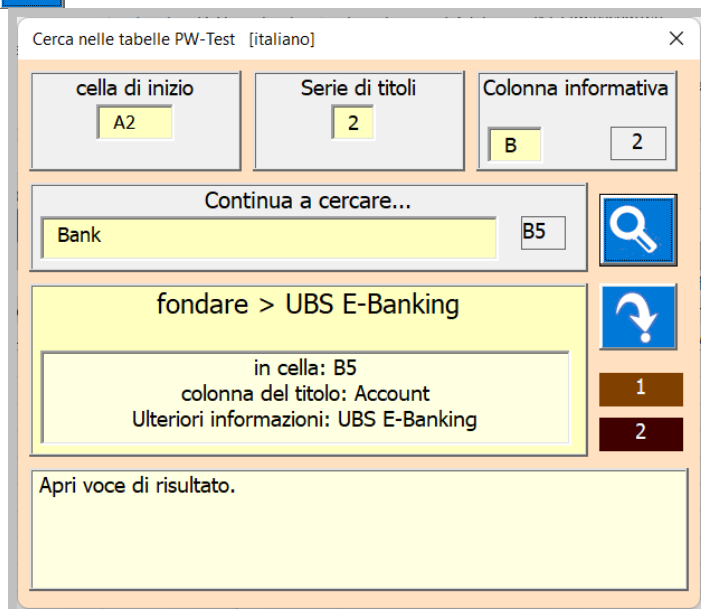 Cerca nelle tabelle PW-Test [italiano]
cella di inizio
A2
Serie di titoli
2
Colonna informativa
B
2
Continua a cercare...
Bank
B5
fondare > UBS E-Banking
in cella: B5
colonna del titolo: Account
Ulteriori informazioni: UBS E-Banking
1
2
Apri voce di risultato.